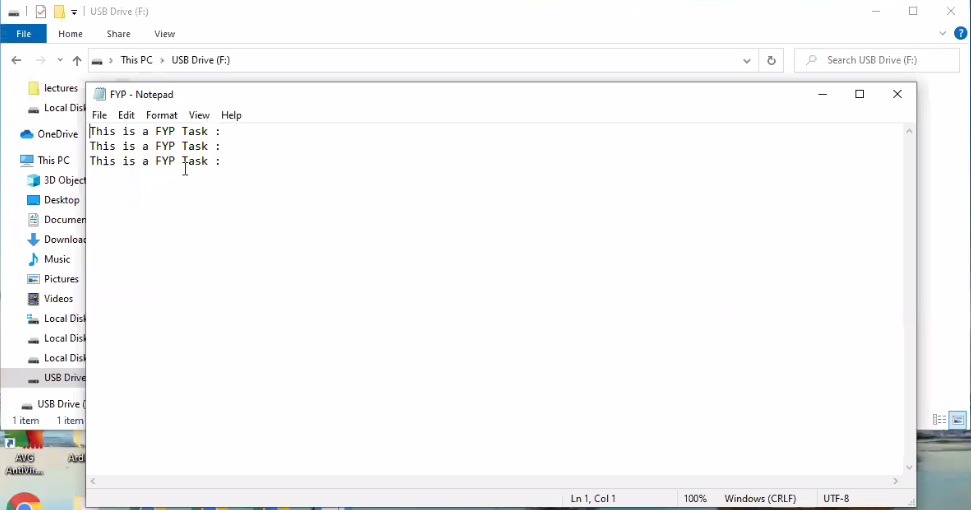 USB Drive (F:)
File Home Share View
This PC USB Drive (F:) Search USB Drive (F:)
lectures
Local Disk
OneDrive
This PC
3D Object
Desktop
Documen
Download
Music
Pictures
Videos
Local Disk
Local Disk
Local Disk
USB Drive
USB Drive (
1 item 1 item
FYP - Notepad
File Edit Format View Help
This is a FYP Task :
This is a FYP Task :
This is a FYP Task :
Ln 1, Col 1 100% Windows (CRLF) UTF-8
AVG
AntiVir...
Ard